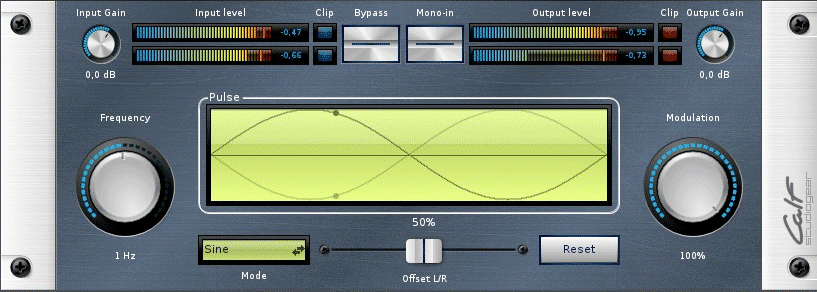 Input Gain
Input level
Clip
Bypass
Mono-in
Output level
Clip
Output Gain
-0,47
-0,66
-0,95
-0,73
0,0 dB
0,0 dB
Frequency
Pulse
Modulation
1 Hz
50%
100%
Sine
Mode
Offset L/R
Reset
Calf
studiogear